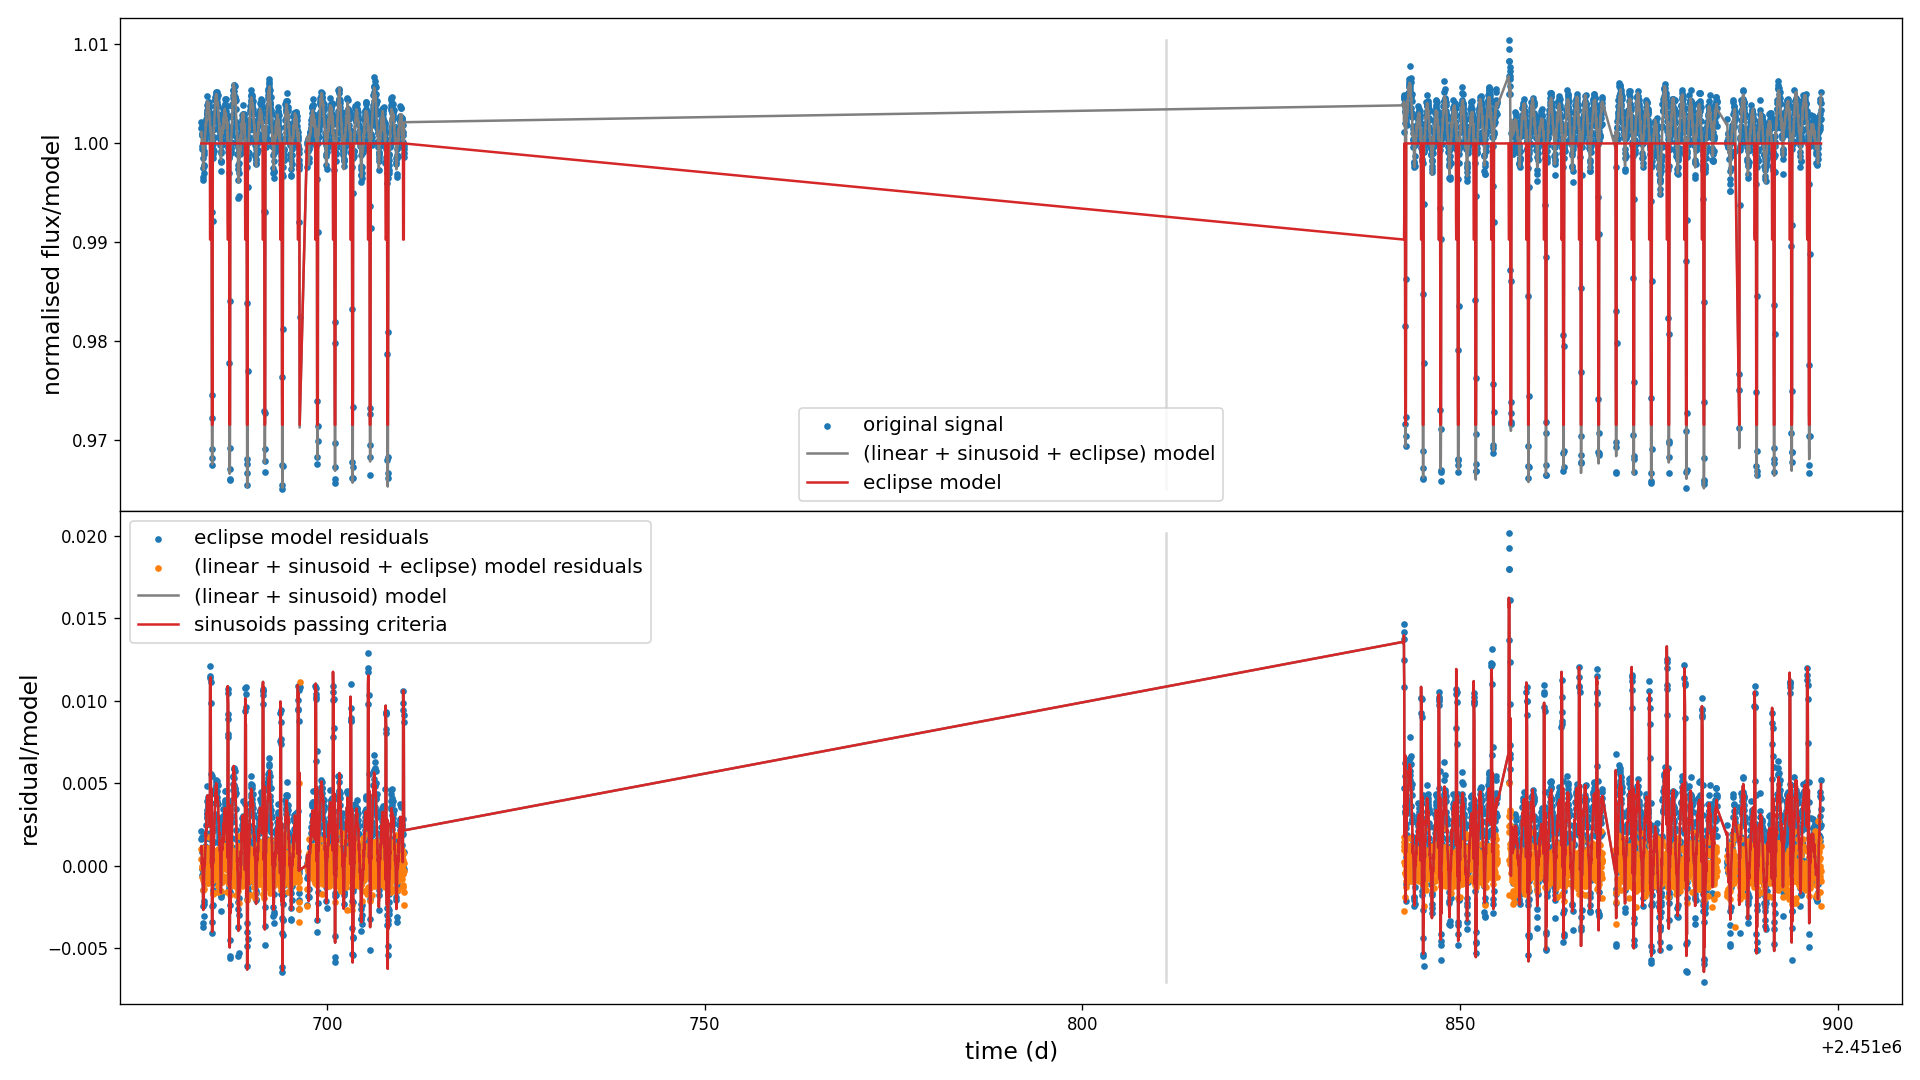 1.01
1.00
0.99
0.98
0.97
normalised flux/model
original signal
(linear + sinusoid + eclipse) model
eclipse model
0.020
0.015
0.010
0.005
0.000
−0.005
residual/model
eclipse model residuals
(linear + sinusoid + eclipse) model residuals
(linear + sinusoid) model
sinusoids passing criteria
700
750
800
850
900
time (d)
+2.451e6